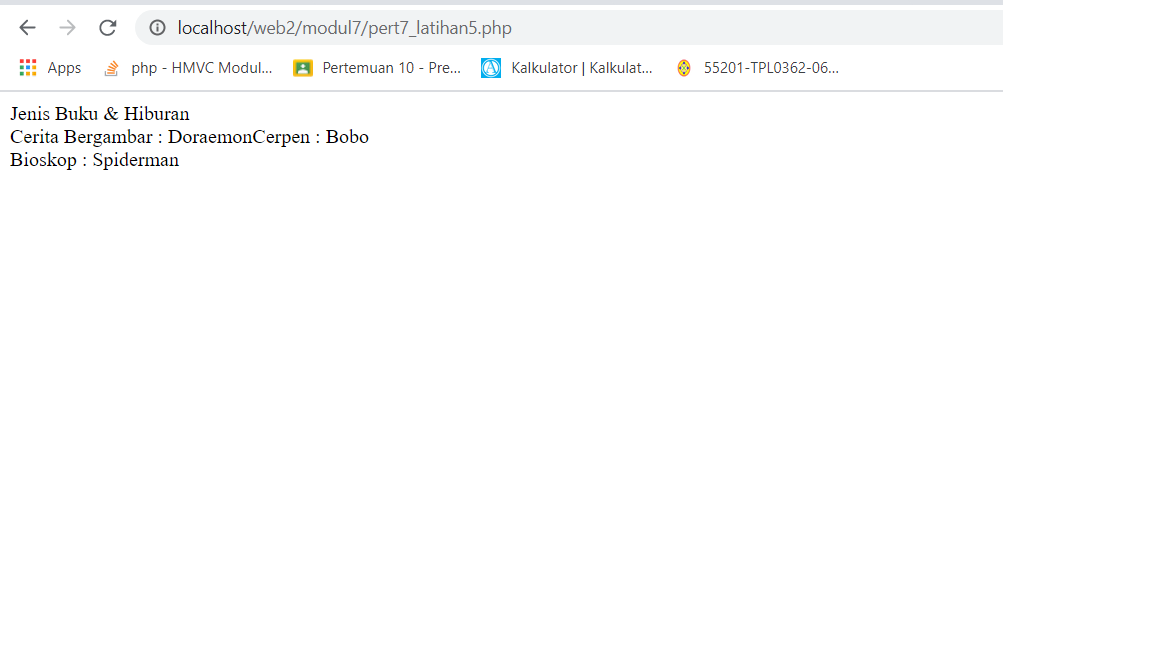 localhost/web2/modul7/pert7_latihan5.php
Apps php - HMVC Modul... Pertemuan 10 - Pre... Kalkulator | Kalkulat... 55201-TPL0362-06...
Jenis Buku & Hiburan
Cerita Bergambar : DoraemonCerpen : Bobo
Bioskop : Spiderman